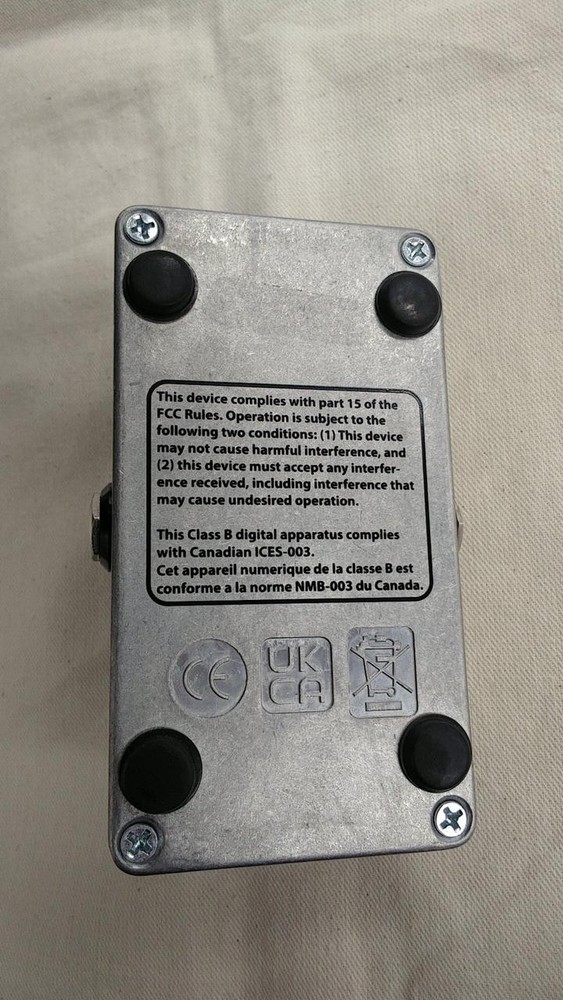 This device complies with part 15 of the
FCC Rules. Operation is subject to the
following two conditions: (1) This device
may not cause harmful interference, and
(2) this device must accept any interfer-
ence received, including interference that
may cause undesired operation.
This Class B digital apparatus complies
with Canadian ICES-003.
Cet appareil numerique de la classe B est
conforme a la norme NMB-003 du Canada.
CE
UK
CA